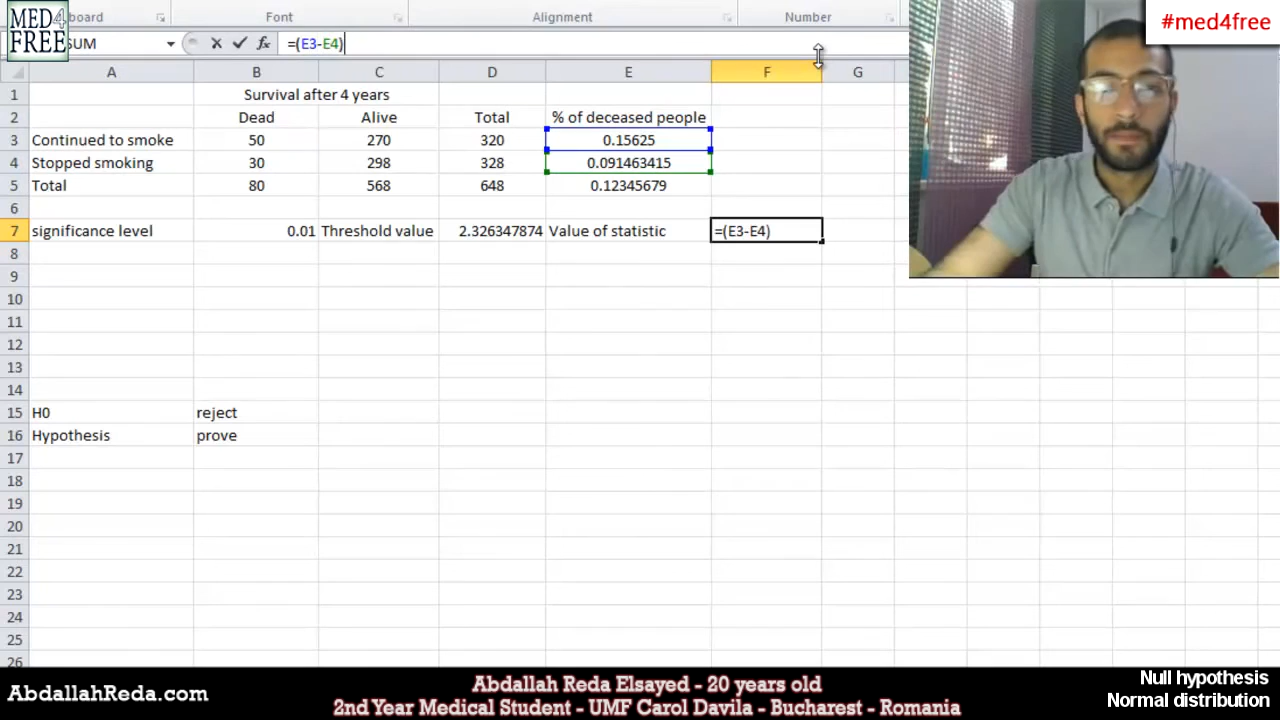 MED4
FREE
board Font Alignment Number
#med4free
SUM fx =(E3-E4)
A B C D E F G
1 Survival after 4 years
2 Dead Alive Total % of deceased people
3 Continued to smoke 50 270 320 0.15625
4 Stopped smoking 30 298 328 0.091463415
5 Total 80 568 648 0.12345679
6
7 significance level 0.01 Threshold value 2.326347874 Value of statistic =(E3-E4)
8
9
10
11
12
13
14
15 H0 reject
16 Hypothesis prove
17
18
19
20
21
22
23
24
25
26
AbdallahReda.com
Abdallah Reda Elsayed - 20 years old
2nd Year Medical Student - UMF Carol Davila - Bucharest - Romania
Null hypothesis
Normal distribution